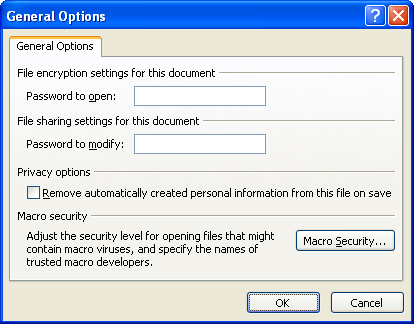 General Options
General Options
File encryption settings for this document
Password to open:
File sharing settings for this document
Password to modify:
Privacy options
Remove automatically created personal information from this file on save
Macro security
Adjust the security level for opening files that might
contain macro viruses, and specify the names of
trusted macro developers.
Macro Security...
OK
Cancel